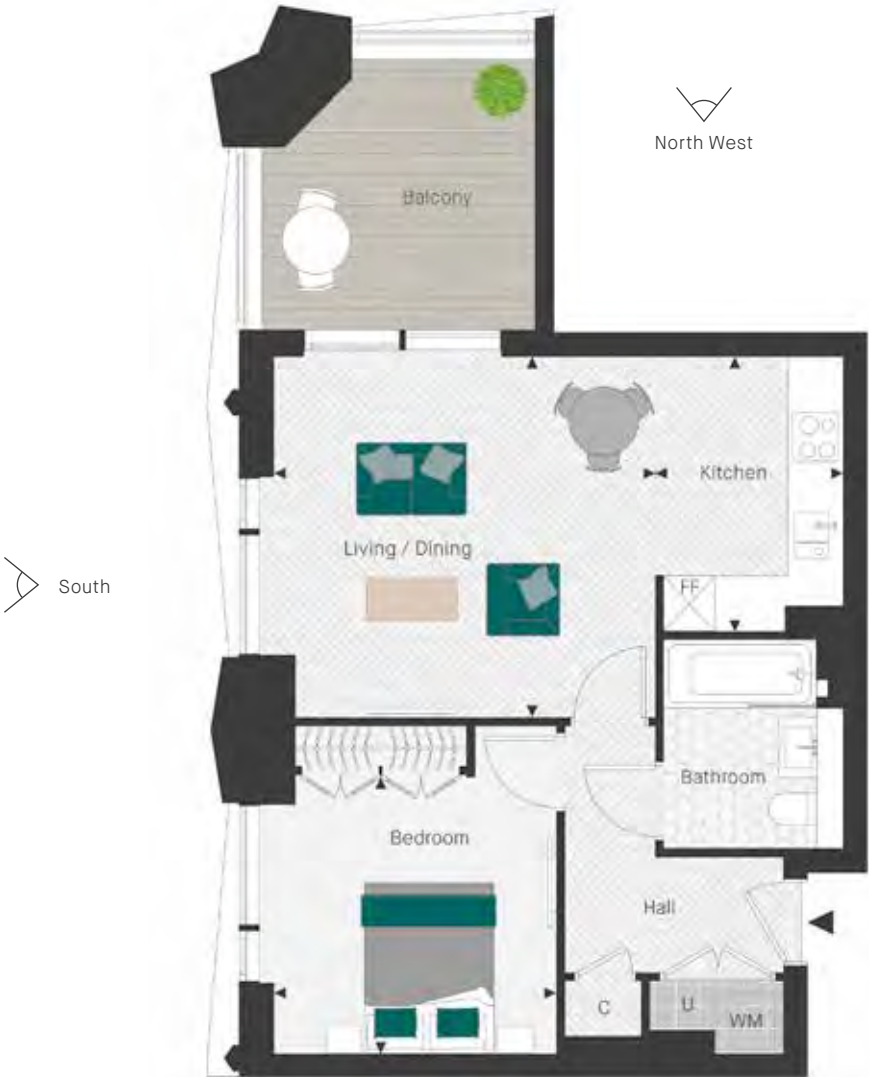 North West
Balcony
Kitchen
Living / Dining
South
FF
Bathroom
Bedroom
Hall
C
U
WM